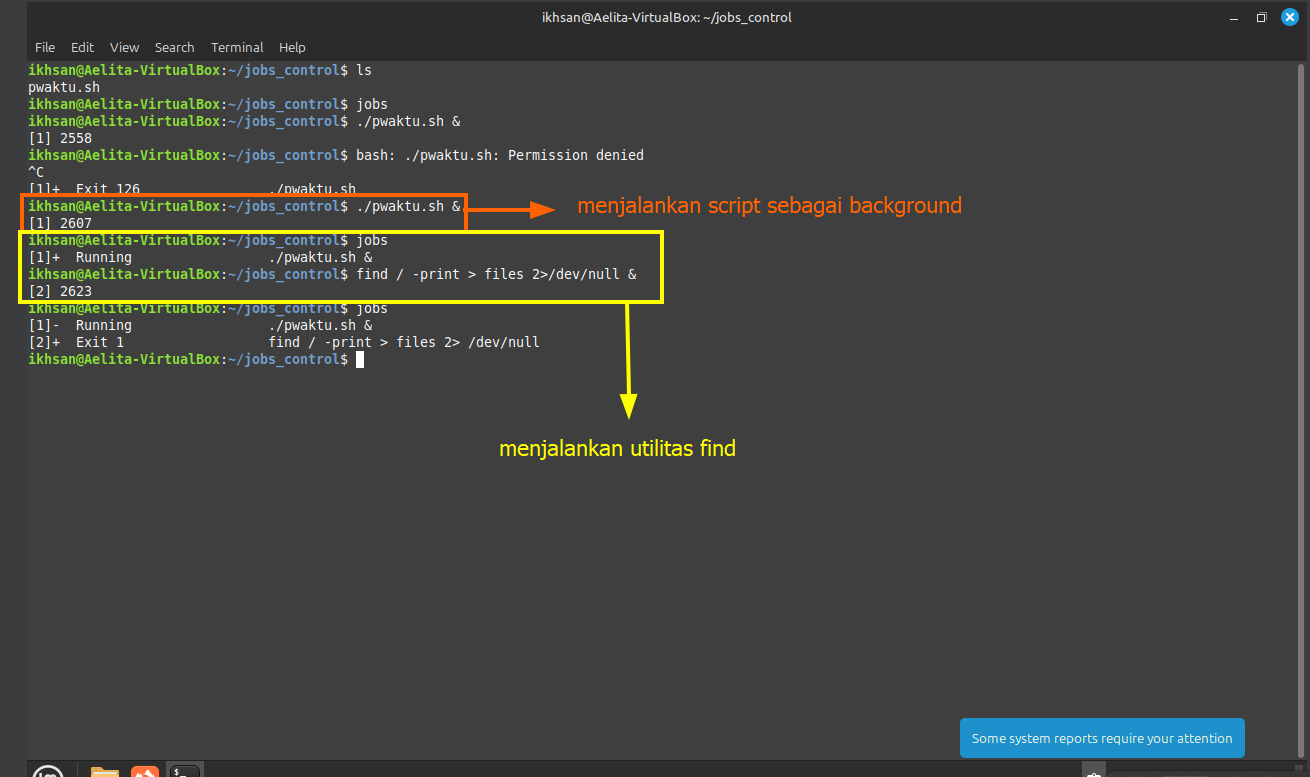 ikhsan@Aelita-VirtualBox: ~/jobs_control
File Edit View Search Terminal Help
ikhsan@Aelita-VirtualBox:~/jobs_control$ ls
pwaktu.sh
ikhsan@Aelita-VirtualBox:~/jobs_control$ jobs
ikhsan@Aelita-VirtualBox:~/jobs_control$ ./pwaktu.sh &
[1] 2558
ikhsan@Aelita-VirtualBox:~/jobs_control$ bash: ./pwaktu.sh: Permission denied
^C
[1]+  Exit 126                ./pwaktu.sh
ikhsan@Aelita-VirtualBox:~/jobs_control$ ./pwaktu.sh &
menjalankan script sebagai background
[1] 2607
ikhsan@Aelita-VirtualBox:~/jobs_control$ jobs
[1]+  Running                 ./pwaktu.sh &
ikhsan@Aelita-VirtualBox:~/jobs_control$ find / -print > files 2>/dev/null &
[2] 2623
ikhsan@Aelita-VirtualBox:~/jobs_control$ jobs
[1]-  Running                 ./pwaktu.sh &
[2]+  Exit 1                  find / -print > files 2> /dev/null
ikhsan@Aelita-VirtualBox:~/jobs_control$
menjalankan utilitas find
Some system reports require your attention